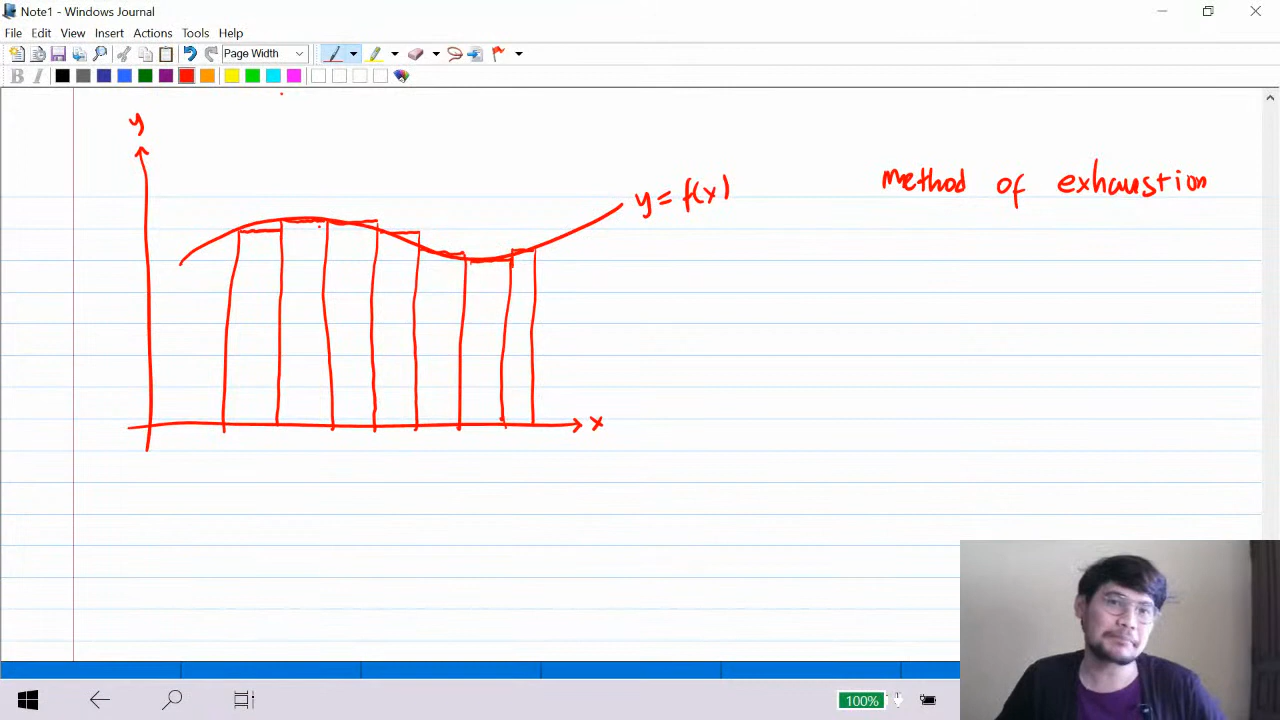 Note1 - Windows Journal
File Edit View Insert Actions Tools Help
Page Width
B I
y
y = f(x)
method of exhaustion
x
100%